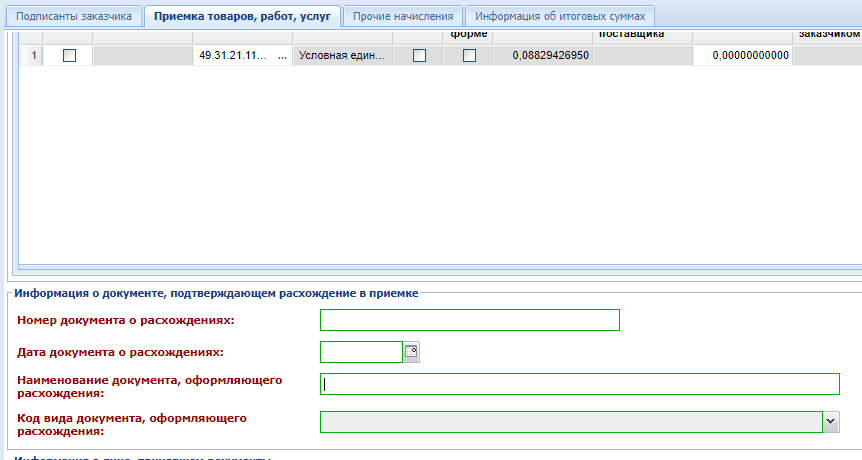 Подписанты заказчика Приемка товаров, работ, услуг Прочие начисления Информация об итоговых суммах
форме поставщика заказчиком
1 49.31.21.11... ... Условная един... 0,08829426950 0,00000000000
Информация о документе, подтверждающем расхождение в приемке
Номер документа о расхождениях:
Дата документа о расхождениях:
Наименование документа, оформляющего
расхождения:
Код вида документа, оформляющего
расхождения: